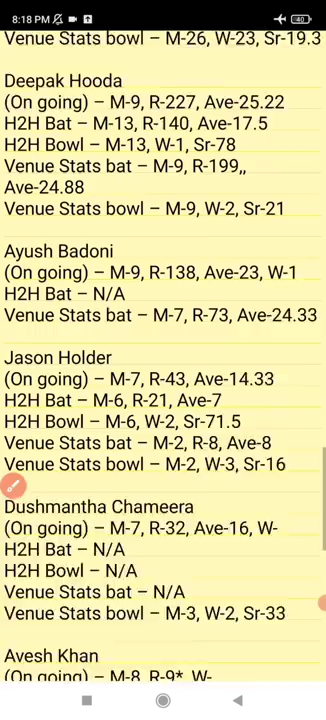 8:18 PM
40
Venue Stats bowl – M-26, W-23, Sr-19.3
Deepak Hooda
(On going) – M-9, R-227, Ave-25.22
H2H Bat – M-13, R-140, Ave-17.5
H2H Bowl – M-13, W-1, Sr-78
Venue Stats bat – M-9, R-199,,
Ave-24.88
Venue Stats bowl – M-9, W-2, Sr-21
Ayush Badoni
(On going) – M-9, R-138, Ave-23, W-1
H2H Bat – N/A
Venue Stats bat – M-7, R-73, Ave-24.33
Jason Holder
(On going) – M-7, R-43, Ave-14.33
H2H Bat – M-6, R-21, Ave-7
H2H Bowl – M-6, W-2, Sr-71.5
Venue Stats bat – M-2, R-8, Ave-8
Venue Stats bowl – M-2, W-3, Sr-16
Dushmantha Chameera
(On going) – M-7, R-32, Ave-16, W-
H2H Bat – N/A
H2H Bowl – N/A
Venue Stats bat – N/A
Venue Stats bowl – M-3, W-2, Sr-33
Avesh Khan
(On going) – M-8, R-9*, W-